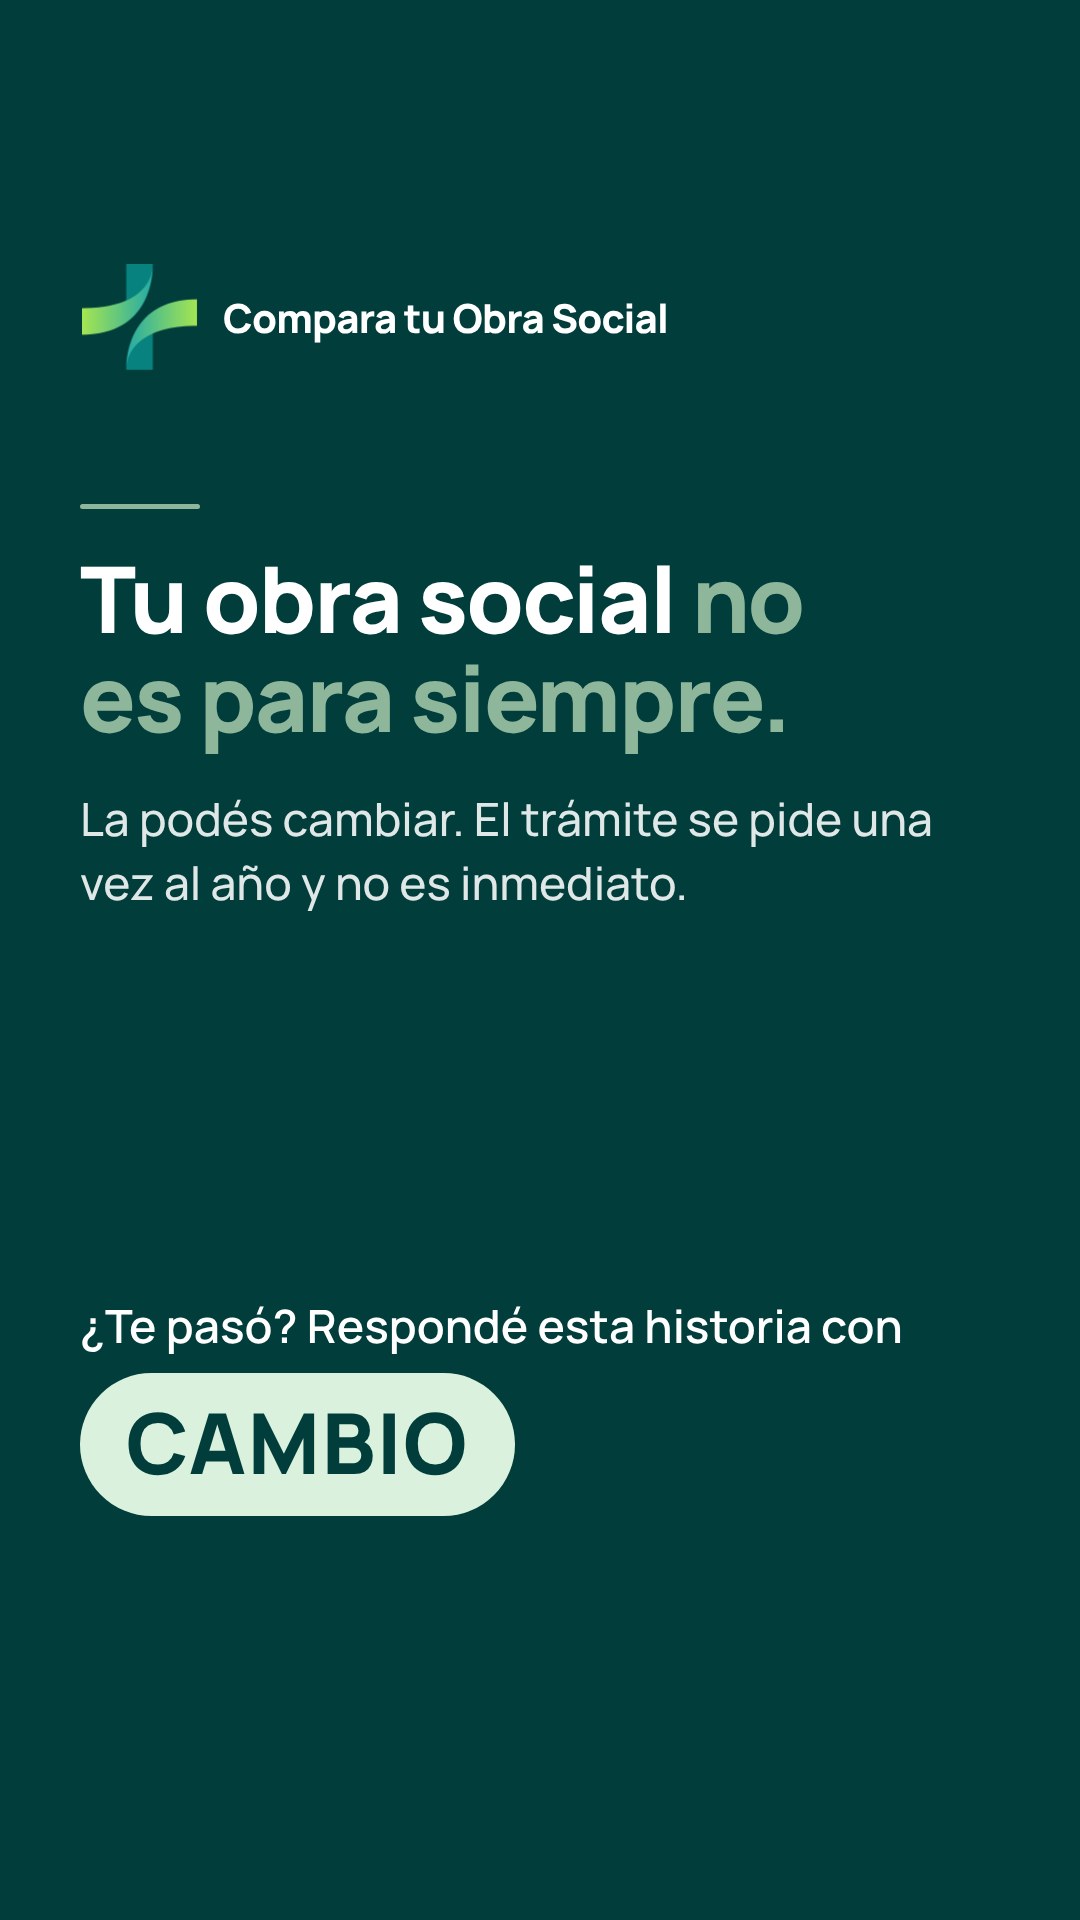 Compara tu Obra Social
Tu obra social no
es para siempre.
La podés cambiar. El trámite se pide una
vez al año y no es inmediato.
¿Te pasó? Respondé esta historia con
CAMBIO